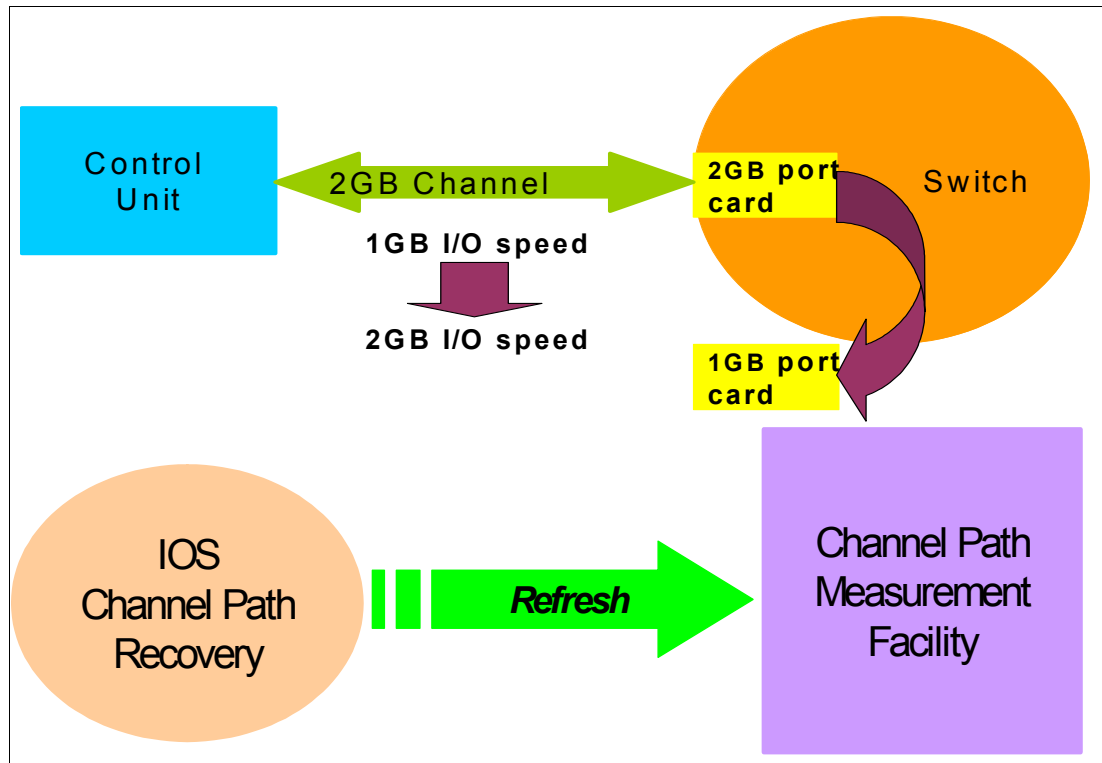 Control
Unit
2GB Channel
2GB port
card
Switch
1GB I/O speed
2GB I/O speed
1GB port
card
IOS
Channel Path
Recovery
Refresh
Channel Path
Measurement
Facility